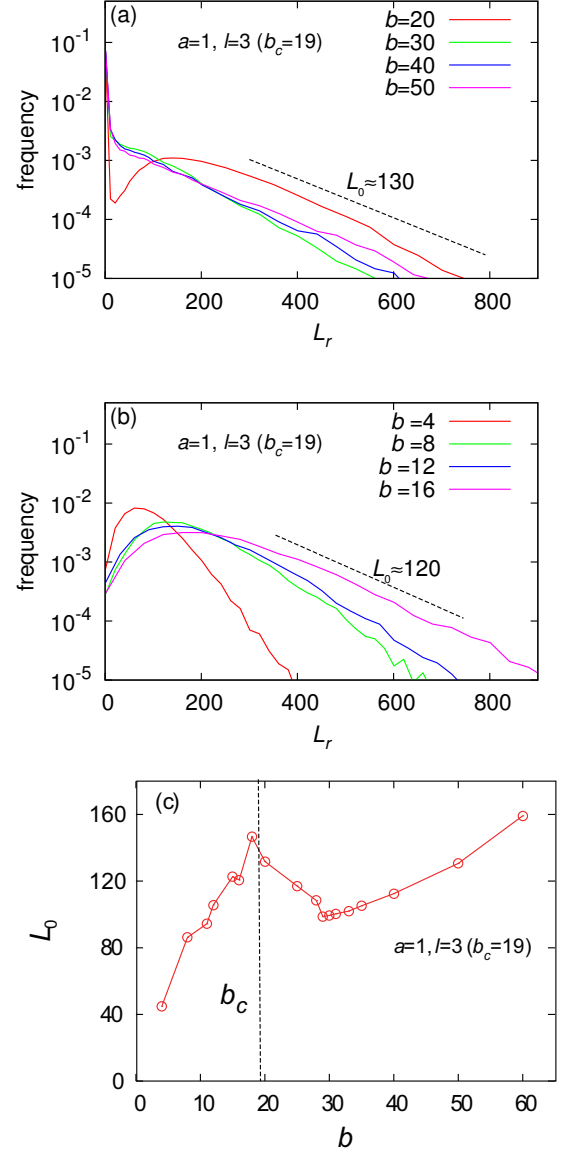 (a)
a=1, l=3 (b_c=19)
b=20
b=30
b=40
b=50
10^-1
10^-2
10^-3
10^-4
10^-5
frequency
L_0≈130
0
200
400
600
800
L_r
(b)
a=1, l=3 (b_c=19)
b =4
b =8
b =12
b =16
10^-1
10^-2
10^-3
10^-4
10^-5
frequency
L_0≈120
0
200
400
600
800
L_r
(c)
160
120
80
40
0
L_0
a=1, l=3 (b_c=19)
b_c
0
10
20
30
40
50
60
b